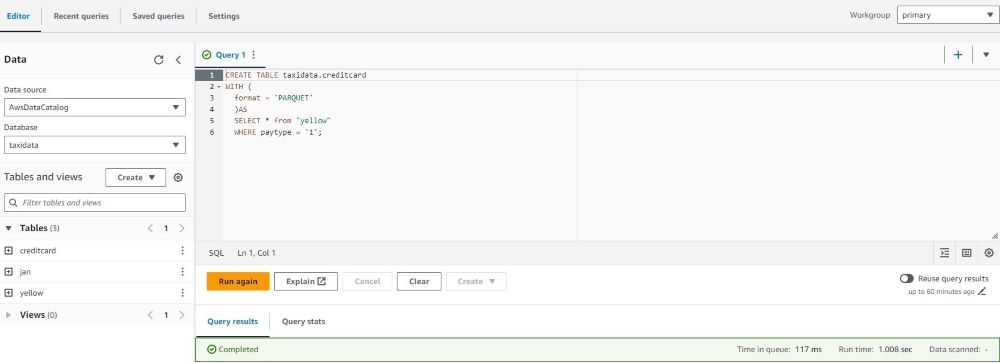 Editor Recent queries Saved queries Settings Workgroup primary
Data
Data source
AwsDataCatalog
Database
taxidata
Tables and views Create
Filter tables and views
Tables (3) 1
creditcard
jan
yellow
Views (0) 1
Query 1
1 CREATE TABLE taxidata.creditcard
2 WITH (
3 format = 'PARQUET'
4 )AS
5 SELECT * from "yellow"
6 WHERE paytype = '1';
SQL Ln 1, Col 1
Run again Explain Cancel Clear Create
Reuse query results
up to 60 minutes ago
Query results Query stats
Completed Time in queue: 117 ms Run time: 1.008 sec Data scanned: -